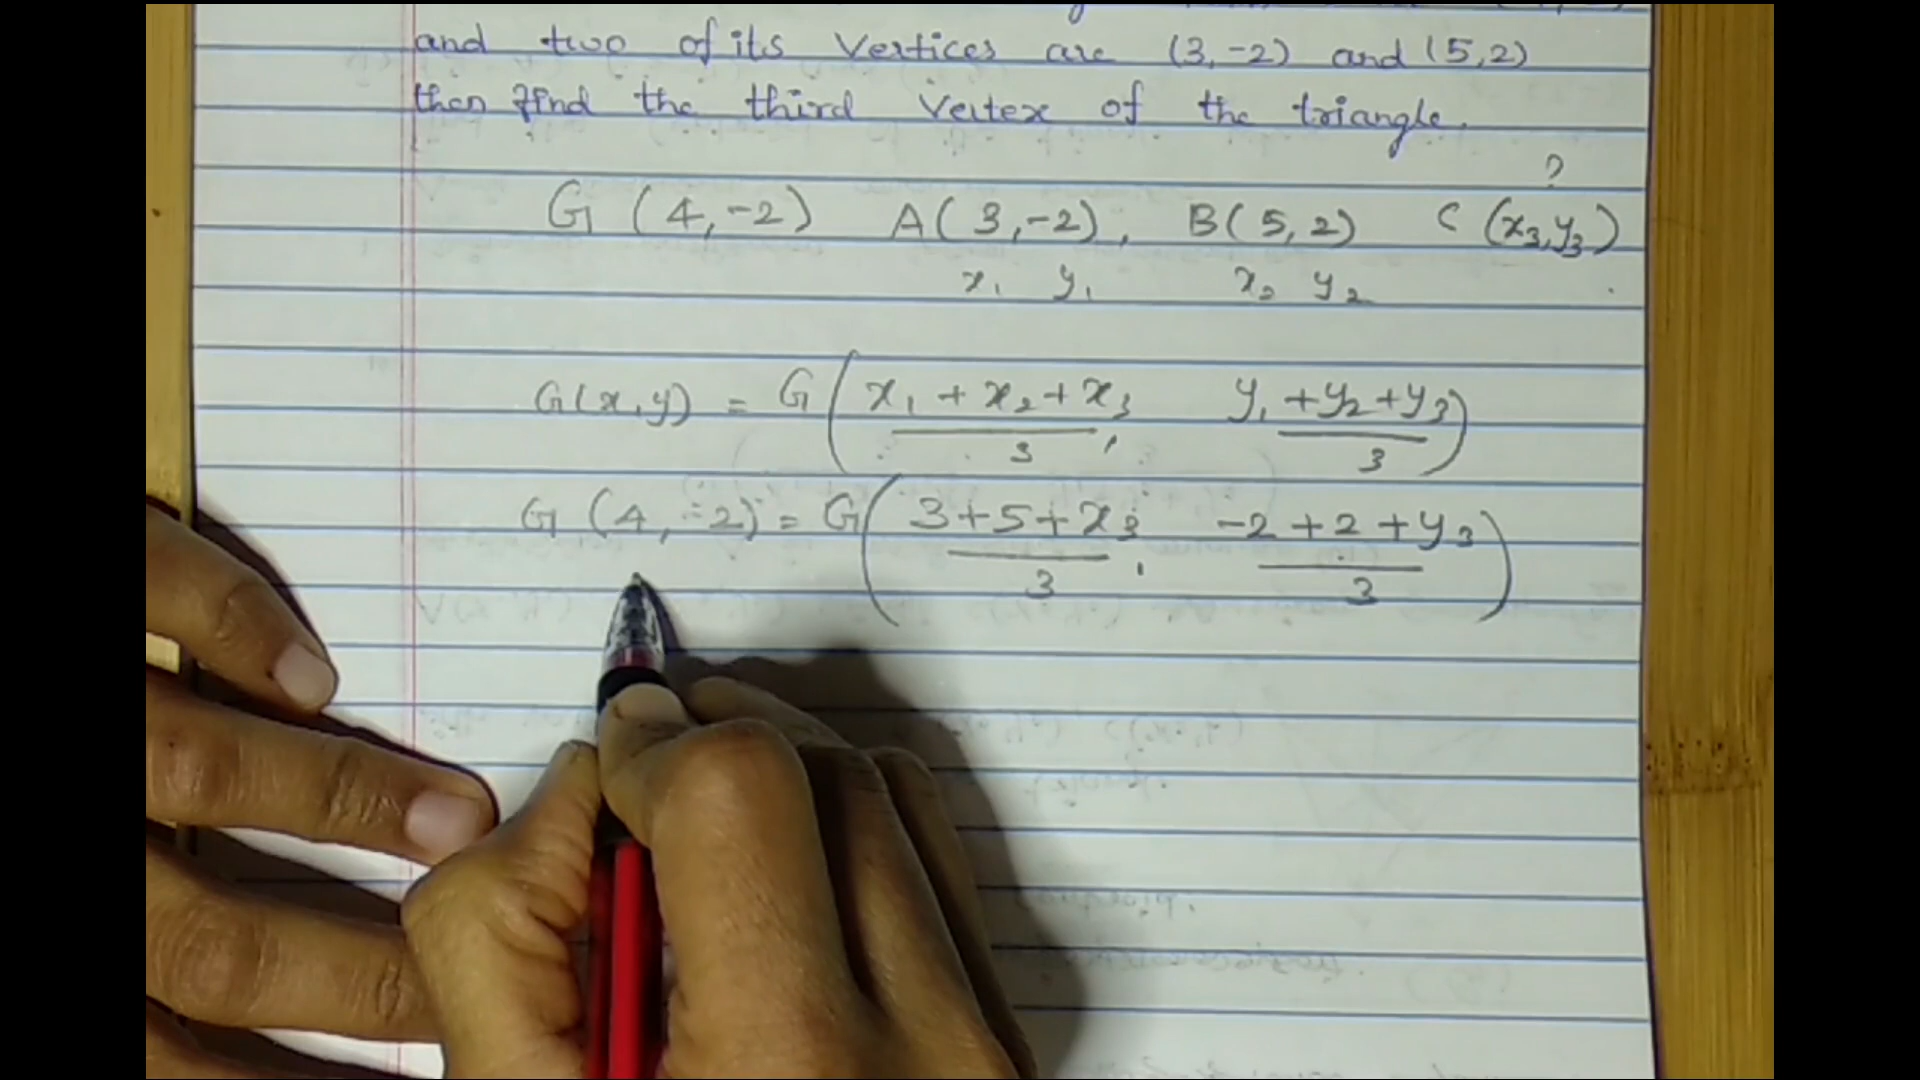 and two of its vertices are (3,-2) and (5,2)
then find the third vertex of the triangle.
?
G (4,-2) A(3,-2), B(5,2) C (x₃,y₃)
x₁ y₁ x₂ y₂
G(x,y) = G( x₁+x₂+x₃/3, y₁+y₂+y₃/3 )
G (4,-2) = G( 3+5+x₃/3, -2+2+y₃/3 )